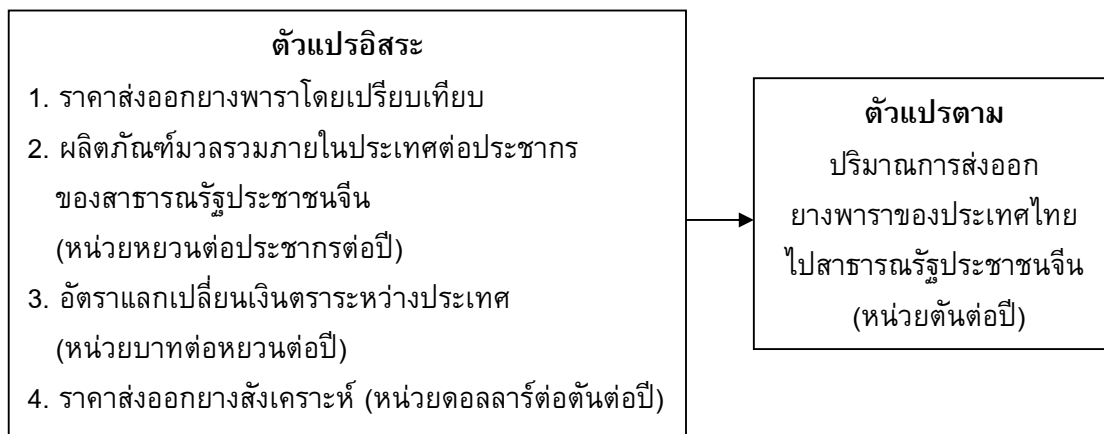 ตัวแปรอิสระ
1. ราคาส่งออกยางพาราโดยเปรียบเทียบ
2. ผลิตภัณฑ์มวลรวมภายในประเทศต่อประชากร
ของสาธารณรัฐประชาชนจีน
(หน่วยหยวนต่อประชากรต่อปี)
3. อัตราแลกเปลี่ยนเงินตราระหว่างประเทศ
(หน่วยบาทต่อหยวนต่อปี)
4. ราคาส่งออกยางสังเคราะห์ (หน่วยดอลลาร์ต่อตันต่อปี)
ตัวแปรตาม
ปริมาณการส่งออก
ยางพาราของประเทศไทย
ไปสาธารณรัฐประชาชนจีน
(หน่วยตันต่อปี)